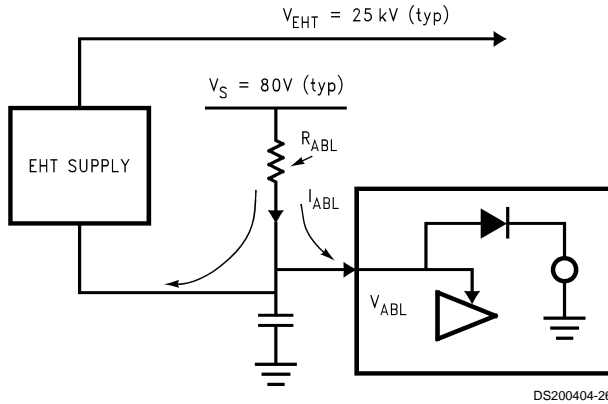 V_EHT = 25 kV (typ)
V_S = 80V (typ)
R_ABL
EHT SUPPLY
I_ABL
V_ABL
DS200404-26